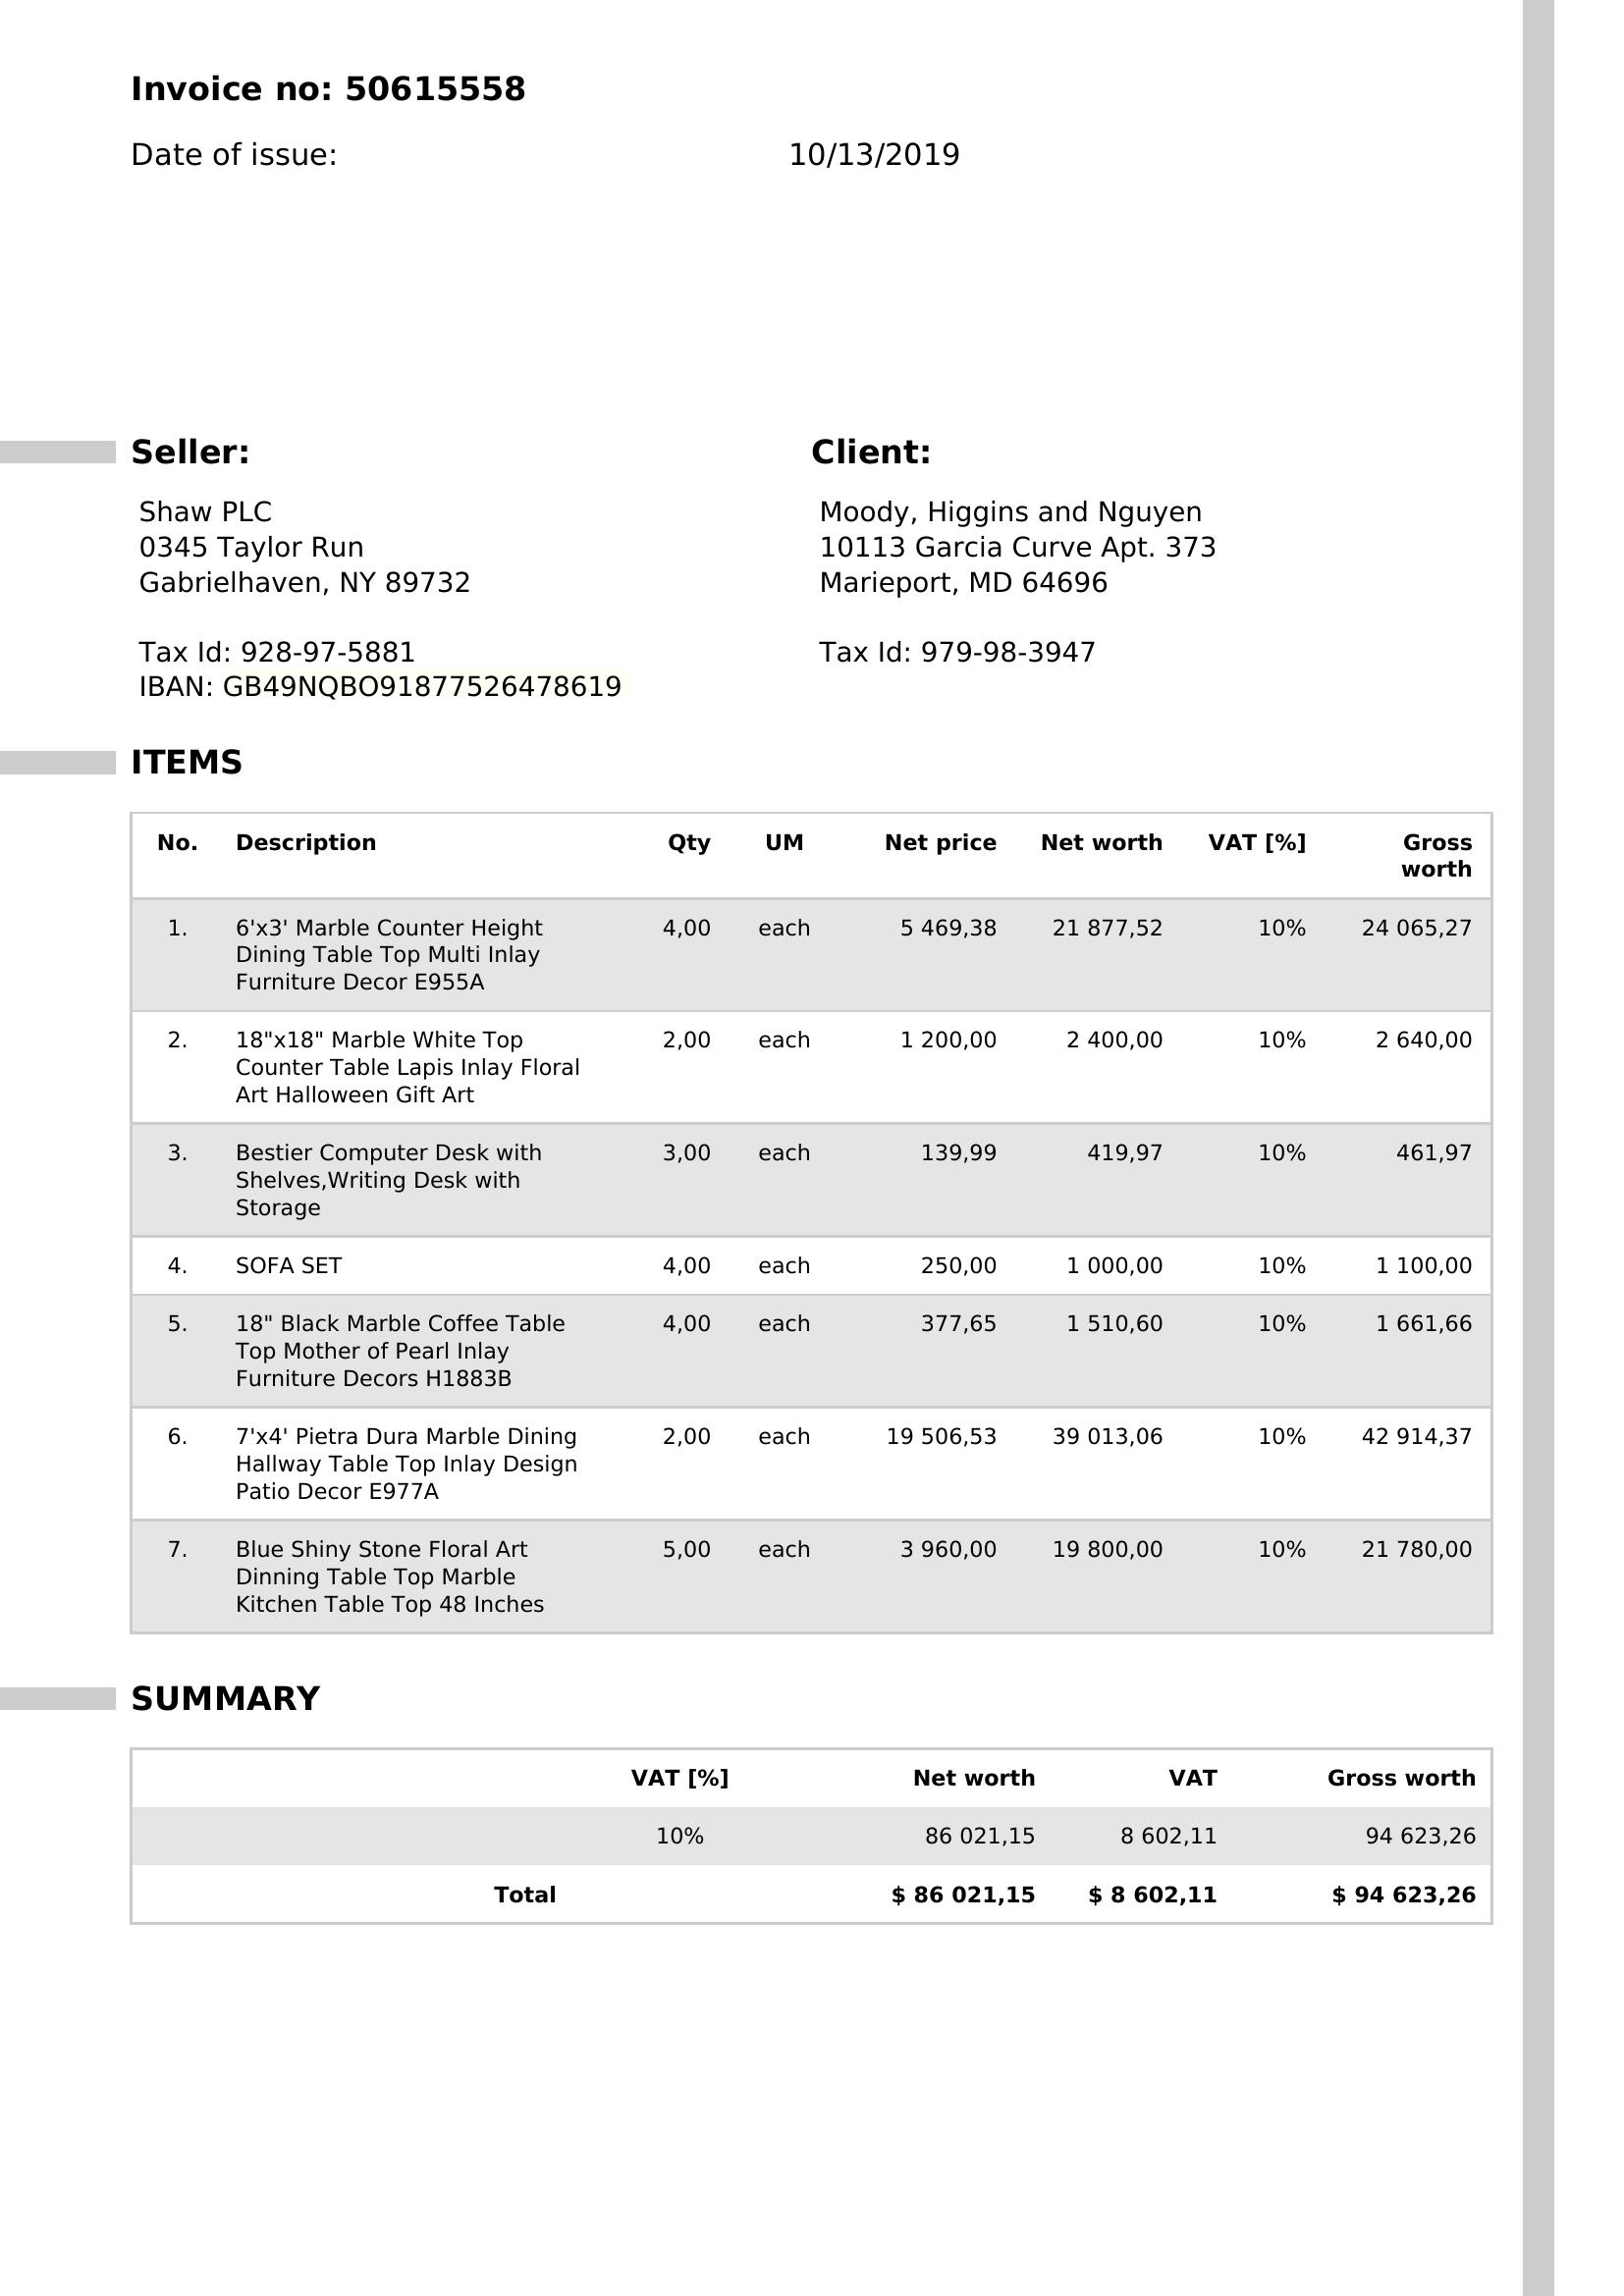 Invoice no: 50615558
Date of issue: 10/13/2019
Seller: Client:
Shaw PLC Moody, Higgins and Nguyen
0345 Taylor Run 10113 Garcia Curve Apt. 373
Gabrielhaven, NY 89732 Marieport, MD 64696
Tax Id: 928-97-5881 Tax Id: 979-98-3947
IBAN: GB49NQBO91877526478619
ITEMS
No. Description Qty UM Net price Net worth VAT [%] Gross
worth
1. 6'x3' Marble Counter Height 4,00 each 5 469,38 21 877,52 10% 24 065,27
Dining Table Top Multi Inlay
Furniture Decor E955A
2. 18"x18" Marble White Top 2,00 each 1 200,00 2 400,00 10% 2 640,00
Counter Table Lapis Inlay Floral
Art Halloween Gift Art
3. Bestier Computer Desk with 3,00 each 139,99 419,97 10% 461,97
Shelves,Writing Desk with
Storage
4. SOFA SET 4,00 each 250,00 1 000,00 10% 1 100,00
5. 18" Black Marble Coffee Table 4,00 each 377,65 1 510,60 10% 1 661,66
Top Mother of Pearl Inlay
Furniture Decors H1883B
6. 7'x4' Pietra Dura Marble Dining 2,00 each 19 506,53 39 013,06 10% 42 914,37
Hallway Table Top Inlay Design
Patio Decor E977A
7. Blue Shiny Stone Floral Art 5,00 each 3 960,00 19 800,00 10% 21 780,00
Dinning Table Top Marble
Kitchen Table Top 48 Inches
SUMMARY
VAT [%] Net worth VAT Gross worth
10% 86 021,15 8 602,11 94 623,26
Total $ 86 021,15 $ 8 602,11 $ 94 623,26